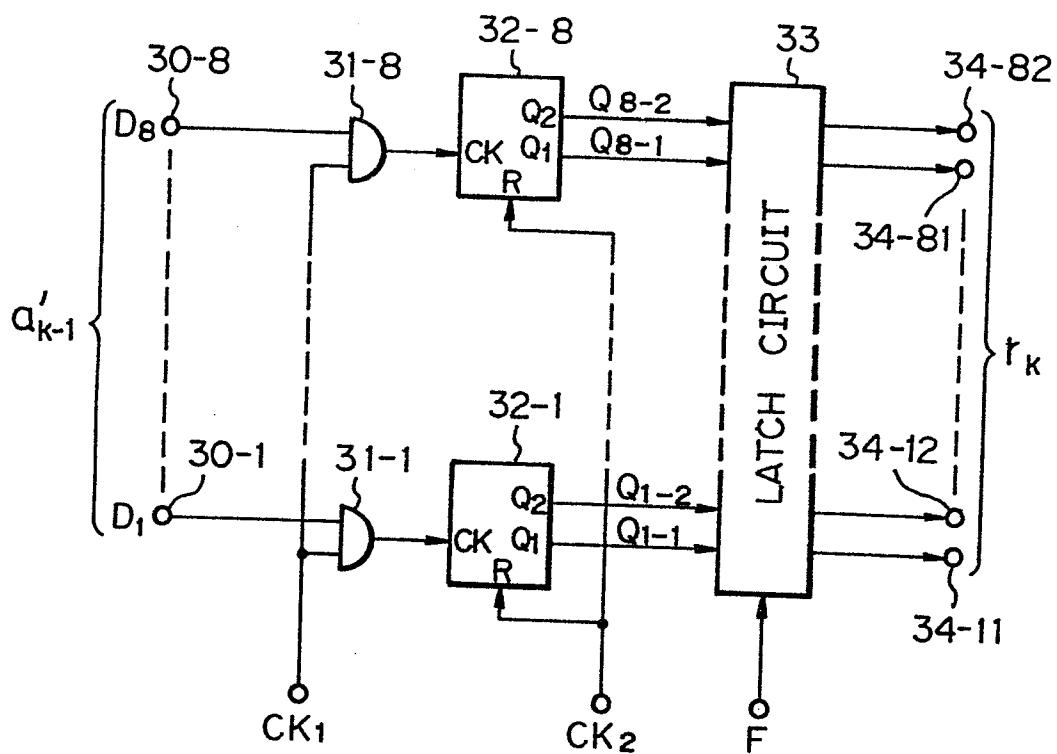 32-8
33
30-8
31-8
34-82
D8
Q2
Q8-2
CK
Q1
Q8-1
R
34-81
a'k-1
LATCH CIRCUIT
rk
32-1
30-1
31-1
34-12
D1
Q2
Q1-2
CK
Q1
Q1-1
R
34-11
CK1
CK2
F